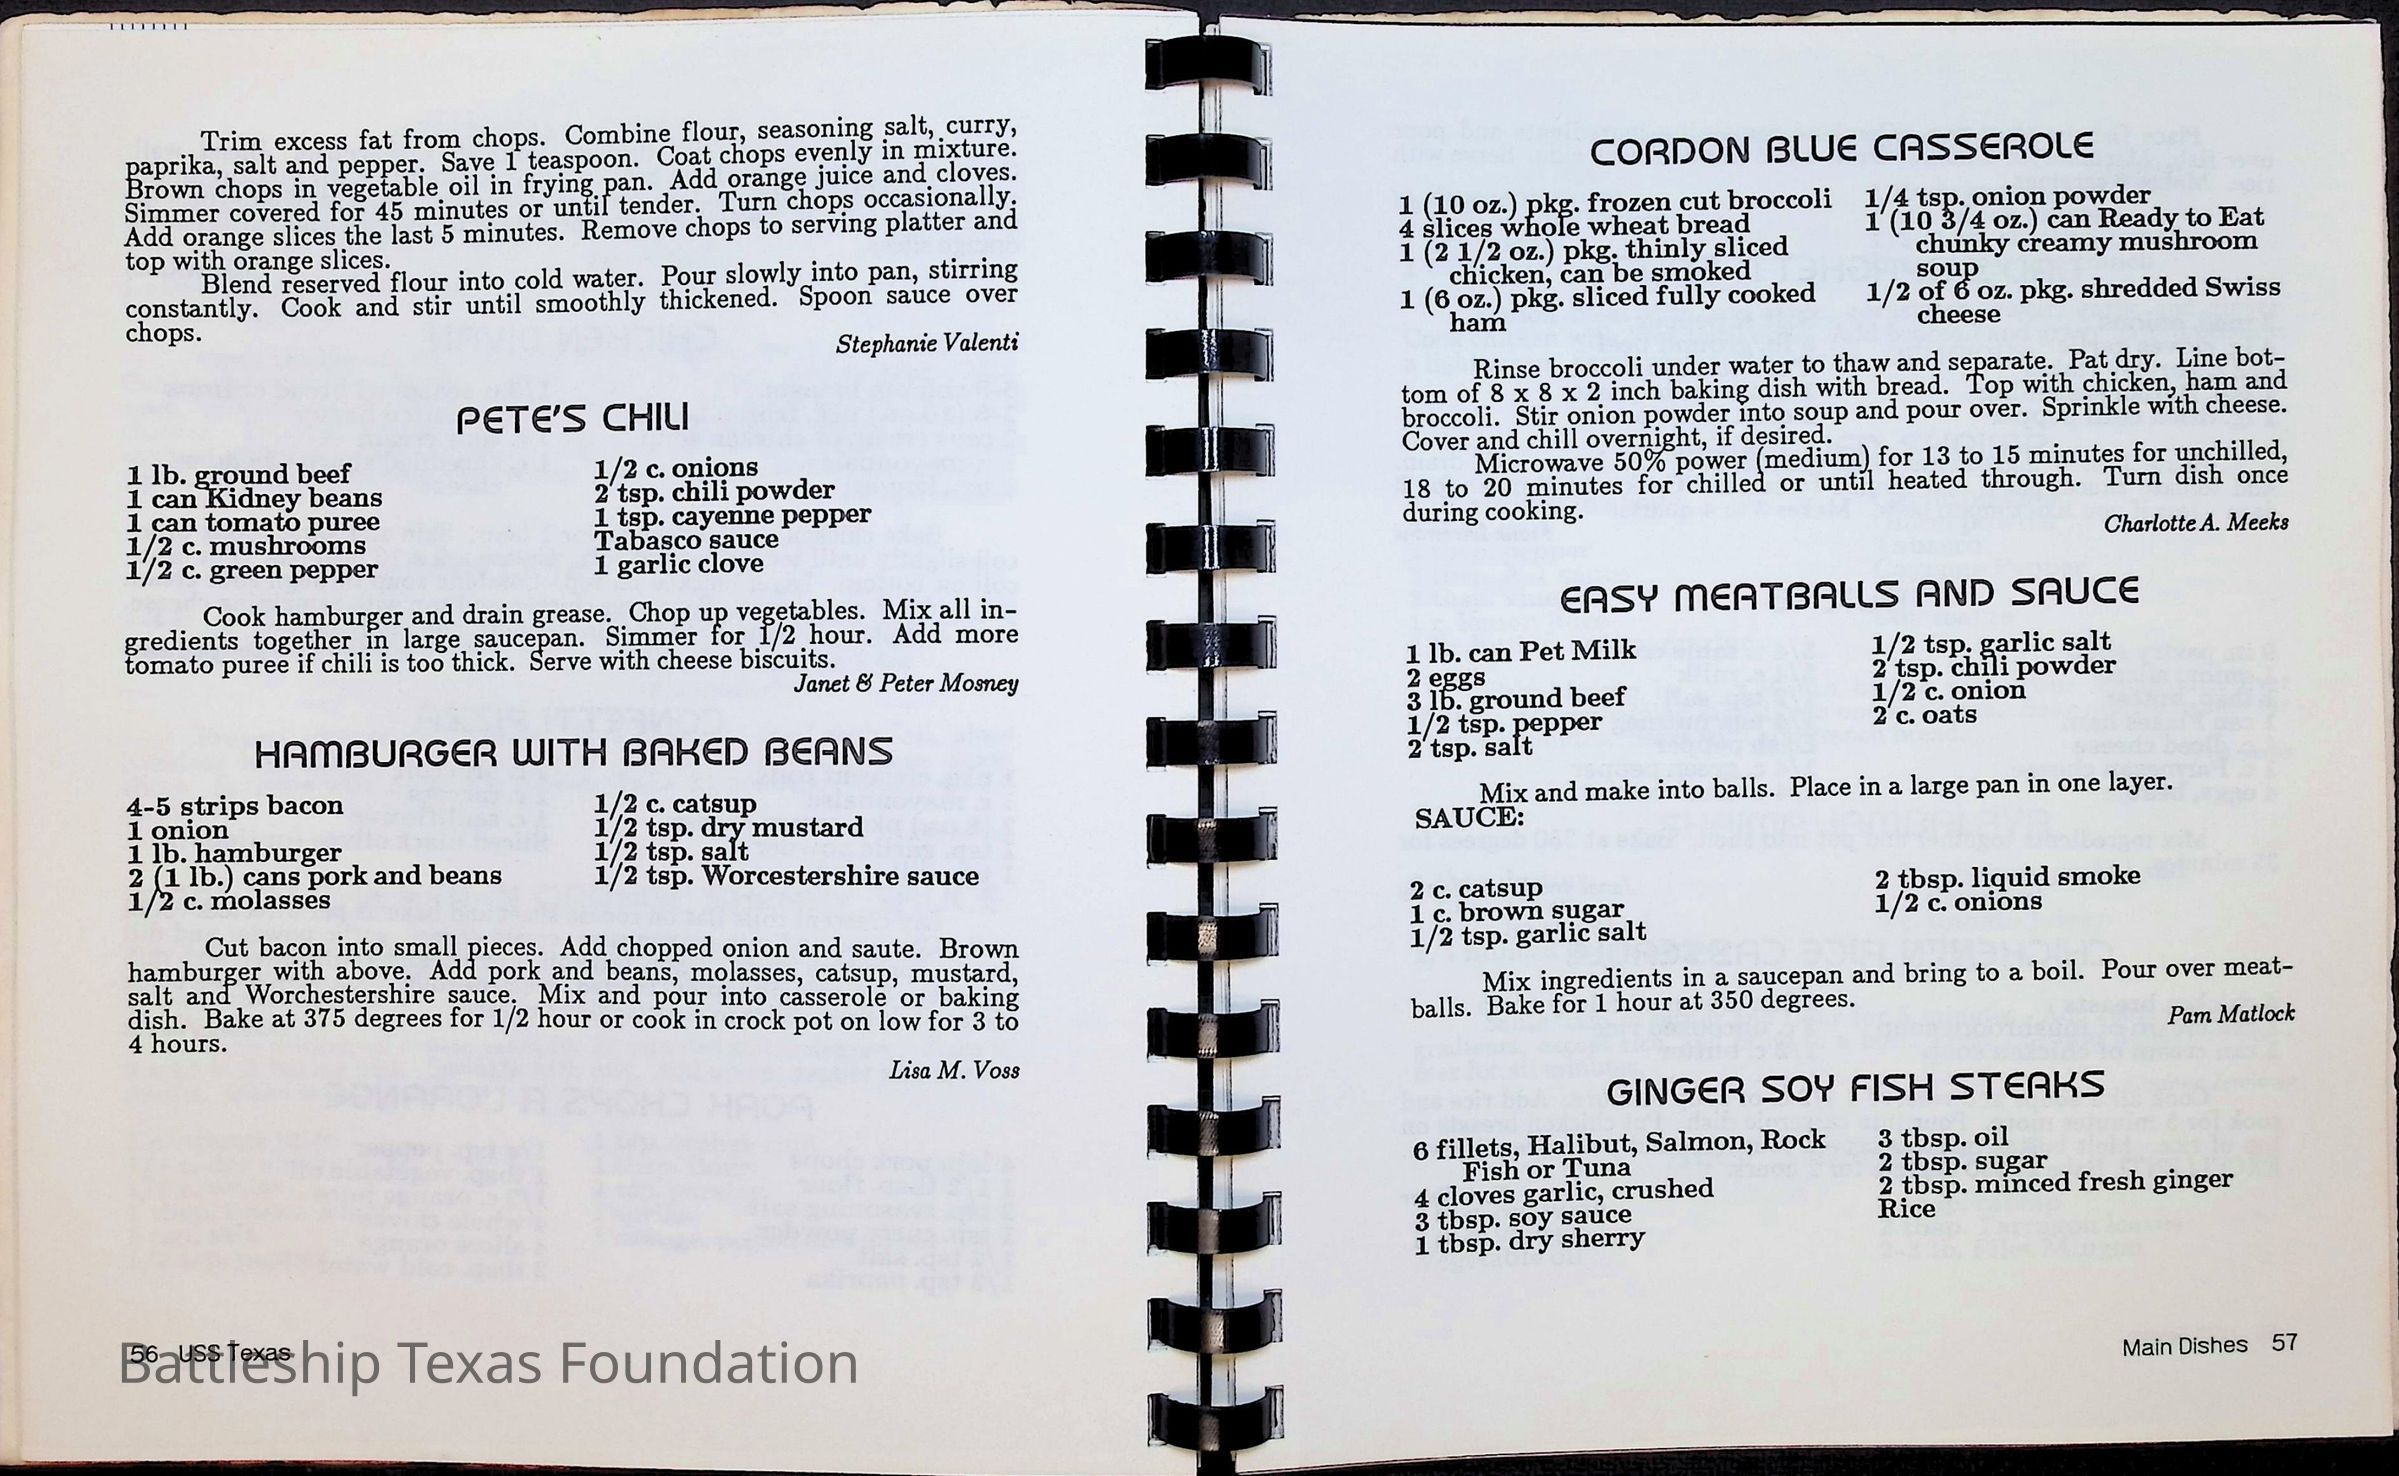 Trim excess fat from chops. Combine flour, seasoning salt, curry,
paprika, salt and pepper. Save 1 teaspoon. Coat chops evenly in mixture.
Brown chops in vegetable oil in frying pan. Add orange juice and cloves.
Simmer covered for 45 minutes or until tender. Turn chops occasionally.
Add orange slices the last 5 minutes. Remove chops to serving platter and
top with orange slices.
Blend reserved flour into cold water. Pour slowly into pan, stirring
constantly. Cook and stir until smoothly thickened. Spoon sauce over
chops.
Stephanie Valenti
PETE'S CHILI
1 lb. ground beef
1 can Kidney beans
1 can tomato puree
1/2 c. mushrooms
1/2 c. green pepper
1/2 c. onions
2 tsp. chili powder
1 tsp. cayenne pepper
Tabasco sauce
1 garlic clove
Cook hamburger and drain grease. Chop up vegetables. Mix all in-
gredients together in large saucepan. Simmer for 1/2 hour. Add more
tomato puree if chili is too thick. Serve with cheese biscuits.
Janet & Peter Mosney
HAMBURGER WITH BAKED BEANS
4-5 strips bacon
1 onion
1 lb. hamburger
2 (1 lb.) cans pork and beans
1/2 c. molasses
1/2 c. catsup
1/2 tsp. dry mustard
1/2 tsp. salt
1/2 tsp. Worcestershire sauce
Cut bacon into small pieces. Add chopped onion and saute. Brown
hamburger with above. Add pork and beans, molasses, catsup, mustard,
salt and Worchestershire sauce. Mix and pour into casserole or baking
dish. Bake at 375 degrees for 1/2 hour or cook in crock pot on low for 3 to
4 hours.
Lisa M. Voss
56 USS Texas
Battleship Texas Foundation
CORDON BLUE CASSEROLE
1 (10 oz.) pkg. frozen cut broccoli
4 slices whole wheat bread
1 (2 1/2 oz.) pkg. thinly sliced
chicken, can be smoked
1 (6 oz.) pkg. sliced fully cooked
ham
1/4 tsp. onion powder
1 (10 3/4 oz.) can Ready to Eat
chunky creamy mushroom
soup
1/2 of 6 oz. pkg. shredded Swiss
cheese
Rinse broccoli under water to thaw and separate. Pat dry. Line bot-
tom of 8 x 8 x 2 inch baking dish with bread. Top with chicken, ham and
broccoli. Stir onion powder into soup and pour over. Sprinkle with cheese.
Cover and chill overnight, if desired.
Microwave 50% power (medium) for 13 to 15 minutes for unchilled,
18 to 20 minutes for chilled or until heated through. Turn dish once
during cooking.
Charlotte A. Meeks
EASY MEATBALLS AND SAUCE
1 lb. can Pet Milk
2 eggs
3 lb. ground beef
1/2 tsp. pepper
2 tsp. salt
1/2 tsp. garlic salt
2 tsp. chili powder
1/2 c. onion
2 c. oats
Mix and make into balls. Place in a large pan in one layer.
SAUCE:
2 c. catsup
1 c. brown sugar
1/2 tsp. garlic salt
2 tbsp. liquid smoke
1/2 c. onions
Mix ingredients in a saucepan and bring to a boil. Pour over meat-
balls. Bake for 1 hour at 350 degrees.
Pam Matlock
GINGER SOY FISH STEAKS
6 fillets, Halibut, Salmon, Rock
Fish or Tuna
4 cloves garlic, crushed
3 tbsp. soy sauce
1 tbsp. dry sherry
3 tbsp. oil
2 tbsp. sugar
2 tbsp. minced fresh ginger
Rice
Main Dishes 57